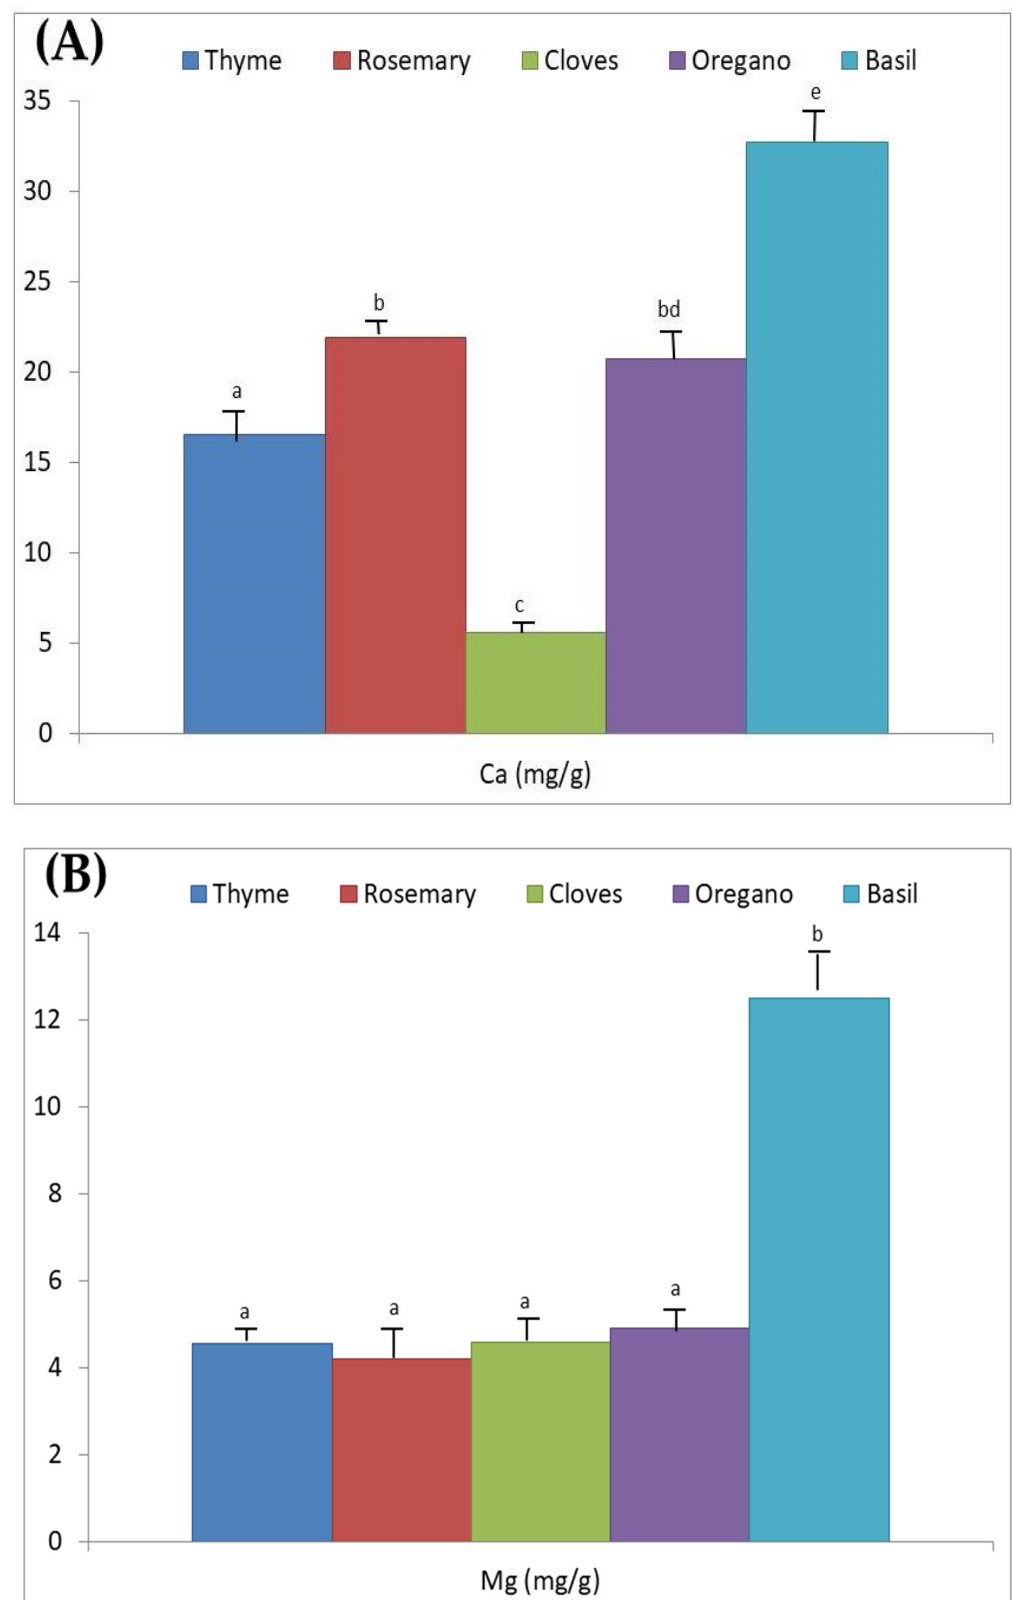 (A)
Thyme Rosemary Cloves Oregano Basil
35
30
25
20
15
10
5
0
a
b
c
bd
e
Ca (mg/g)
(B)
Thyme Rosemary Cloves Oregano Basil
14
12
10
8
6
4
2
0
a
a
a
a
b
Mg (mg/g)